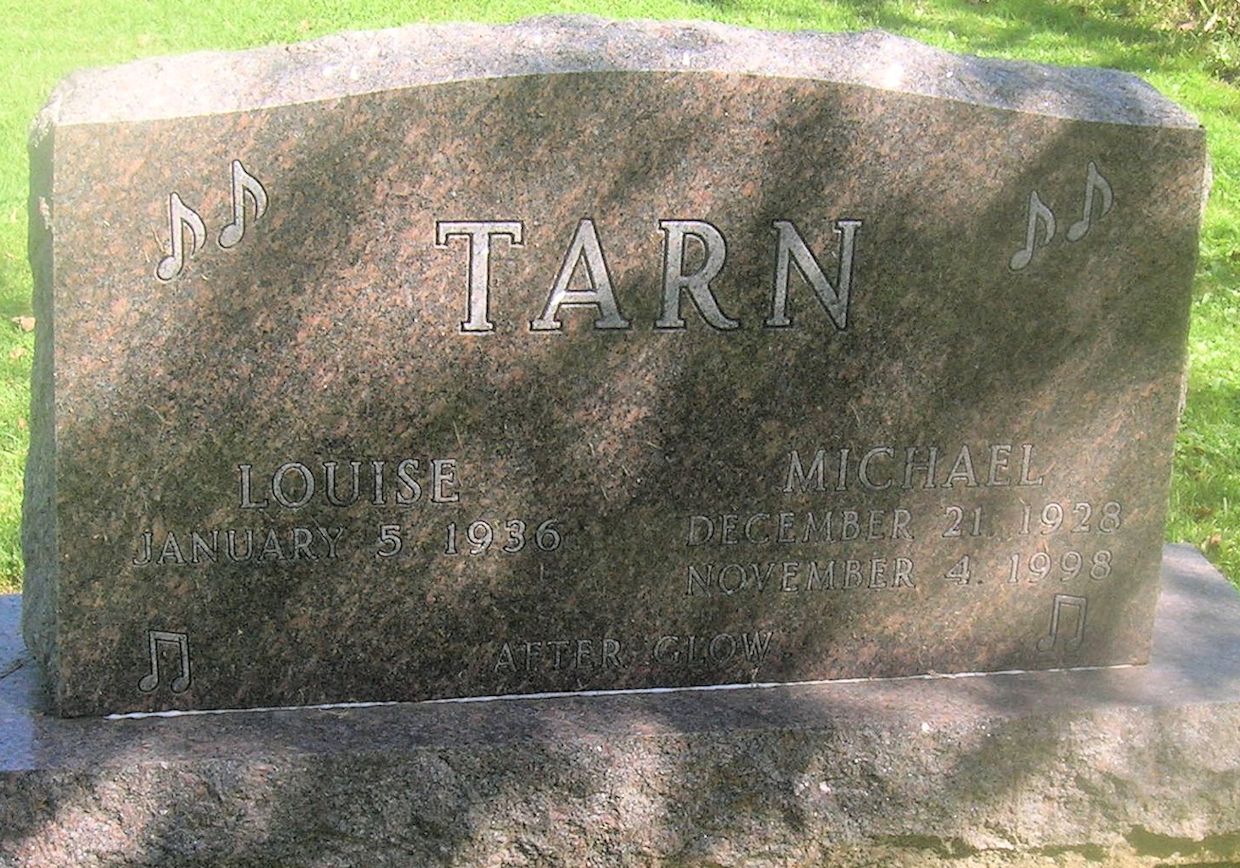 TARN
LOUISE
JANUARY 5, 1936
MICHAEL
DECEMBER 21, 1928
NOVEMBER 4, 1998
AFTER GLOW